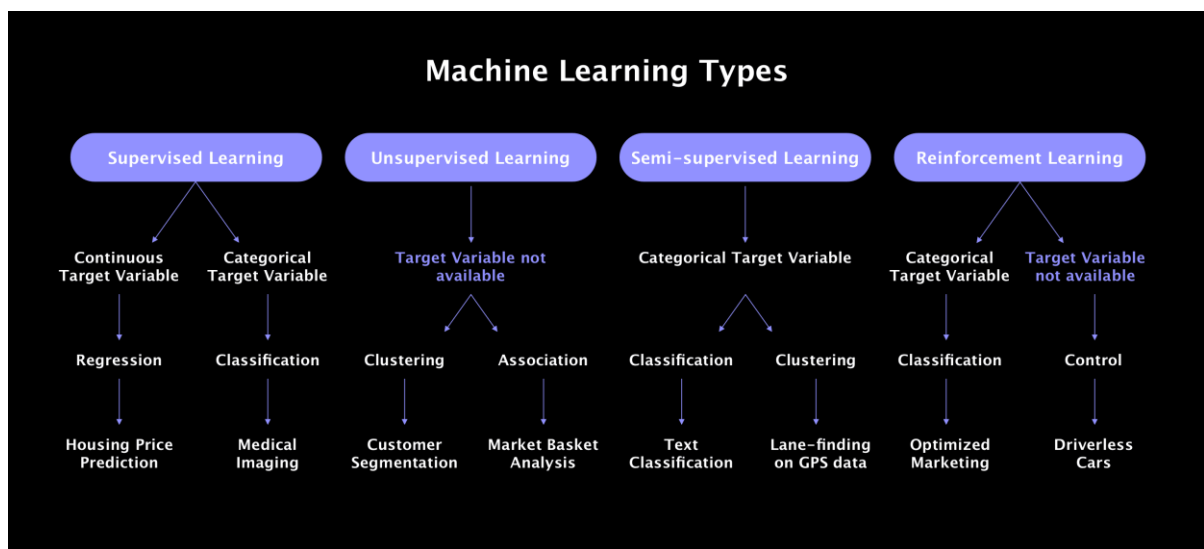 Machine Learning Types
Supervised Learning
Unsupervised Learning
Semi-supervised Learning
Reinforcement Learning
Continuous
Target Variable
Categorical
Target Variable
Target Variable not
available
Categorical Target Variable
Categorical
Target Variable
Target Variable
not available
Regression
Classification
Clustering
Association
Classification
Clustering
Classification
Control
Housing Price
Prediction
Medical
Imaging
Customer
Segmentation
Market Basket
Analysis
Text
Classification
Lane-finding
on GPS data
Optimized
Marketing
Driverless
Cars